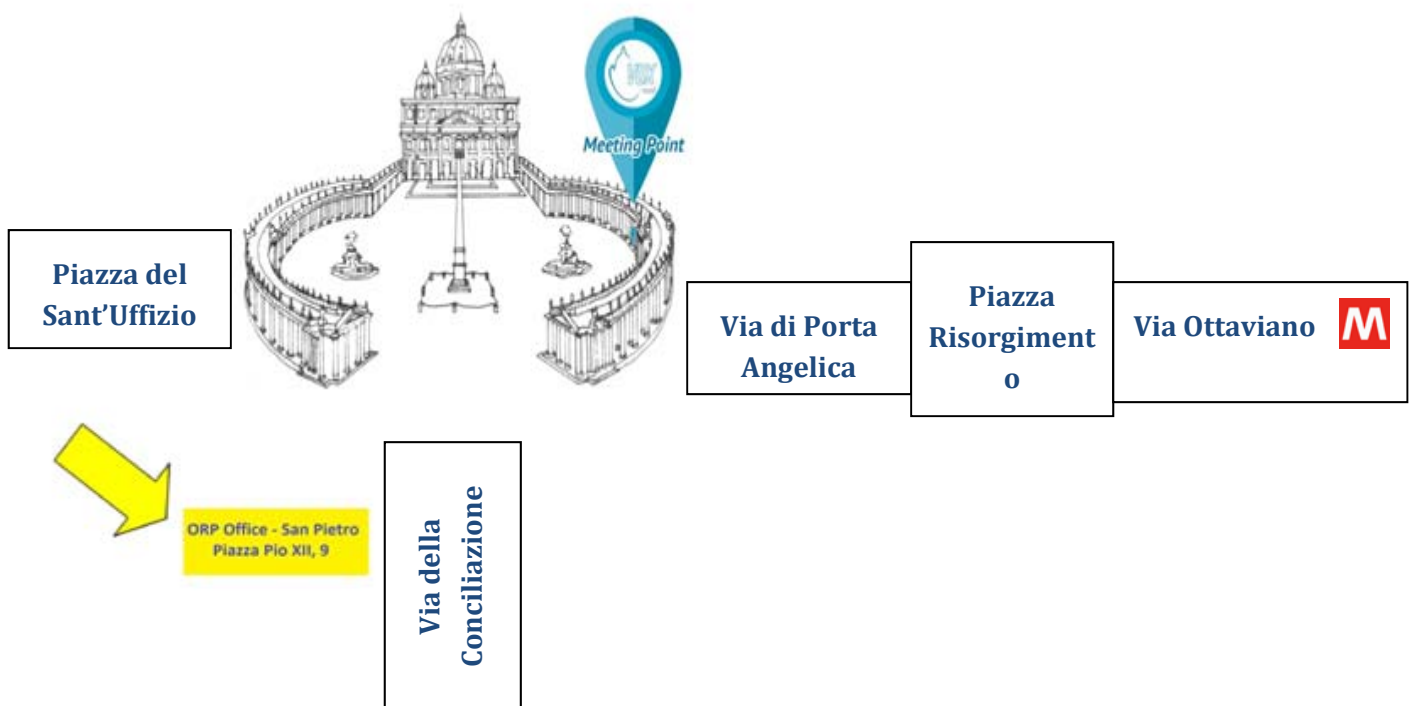 Meeting Point
Piazza del
Sant’Uffizio
Via di Porta
Angelica
Piazza
Risorgiment
o
Via Ottaviano
M
ORP Office - San Pietro
Piazza Pio XII, 9
Via della
Conciliazione